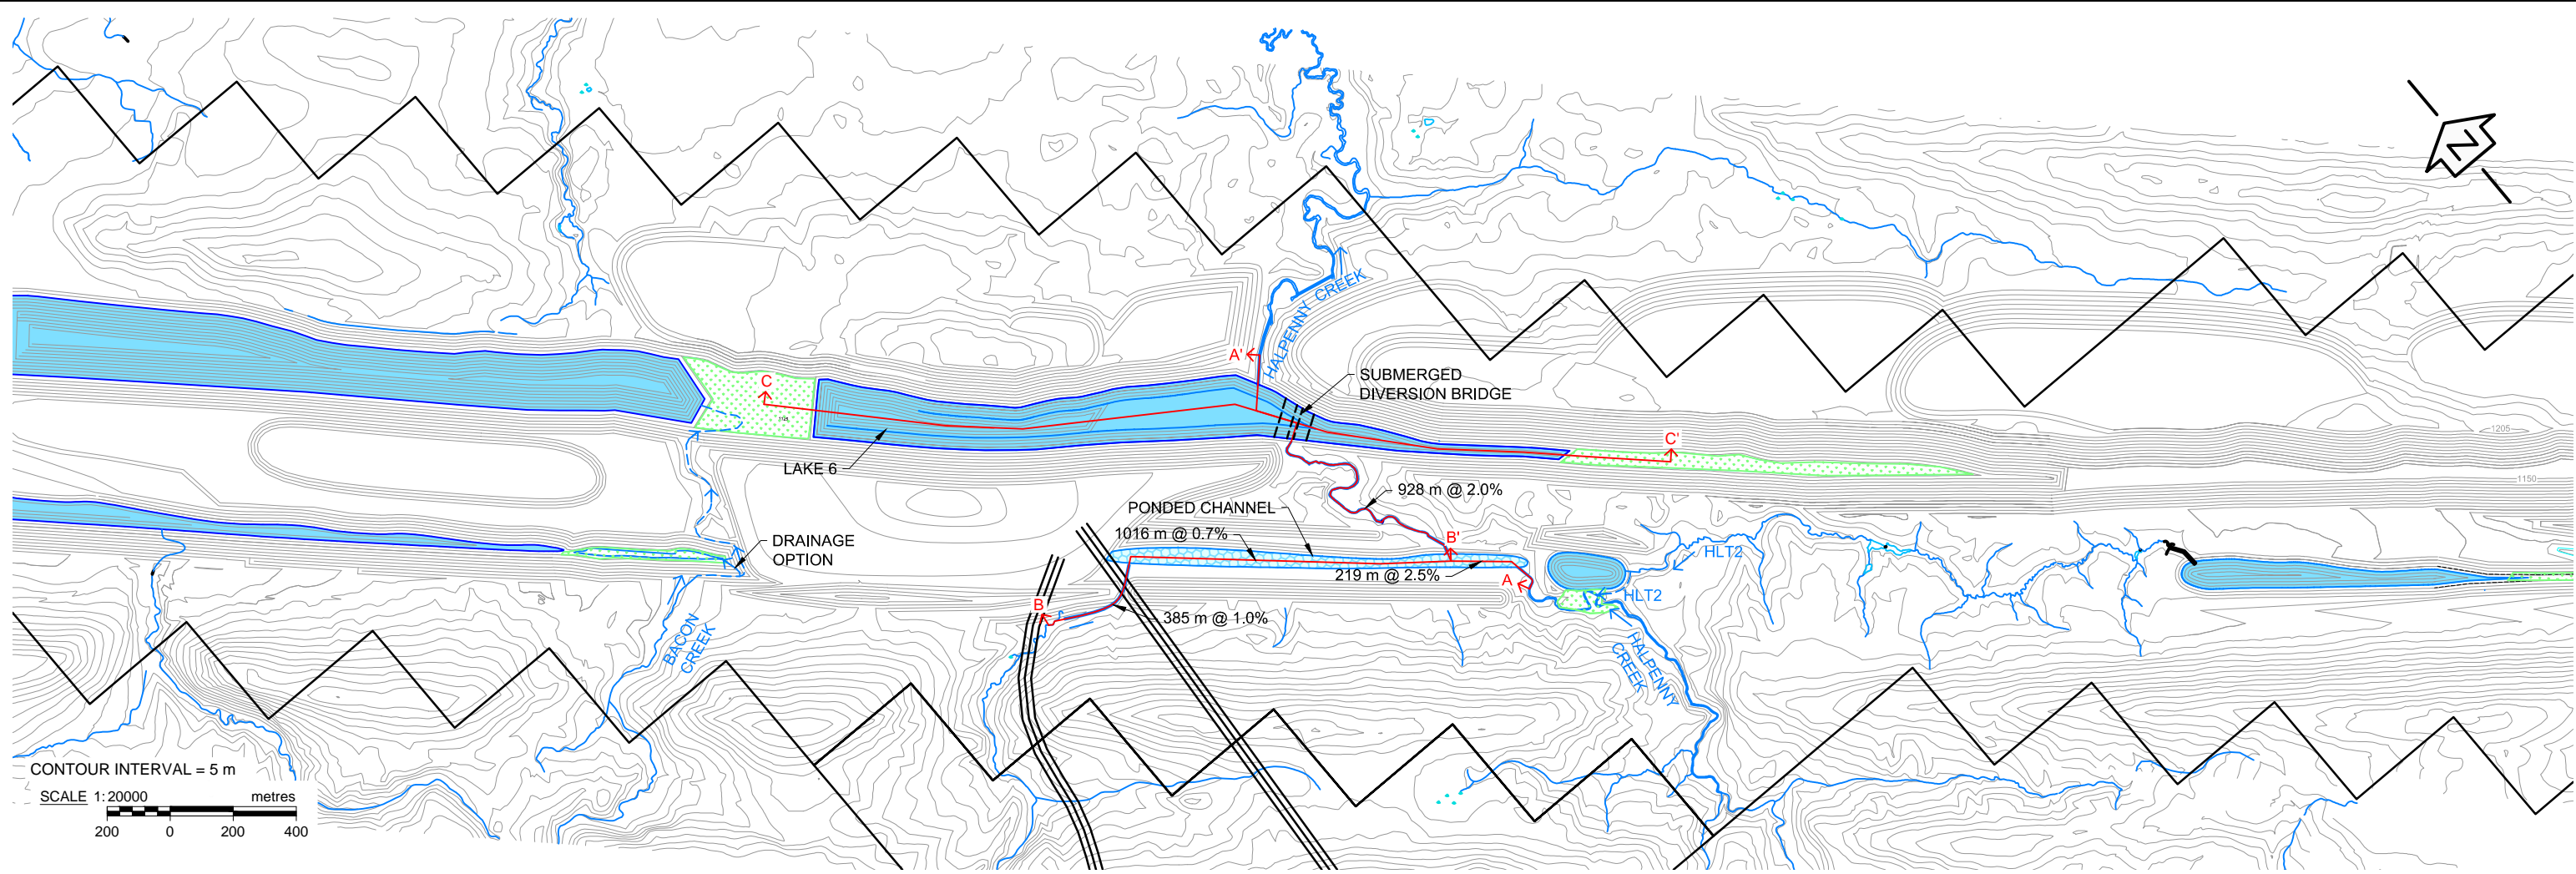 N
1205
HALPENNY CREEK
A'
SUBMERGED
DIVERSION BRIDGE
C
C'
LAKE 6
1150
928 m @ 2.0%
PONDED CHANNEL
1016 m @ 0.7%
B'
DRAINAGE
OPTION
219 m @ 2.5%
A
HLT2
HLT2
B
385 m @ 1.0%
BACON
CREEK
HALPENNY
CREEK
CONTOUR INTERVAL = 5 m
SCALE 1:20000 metres
200 0 200 400